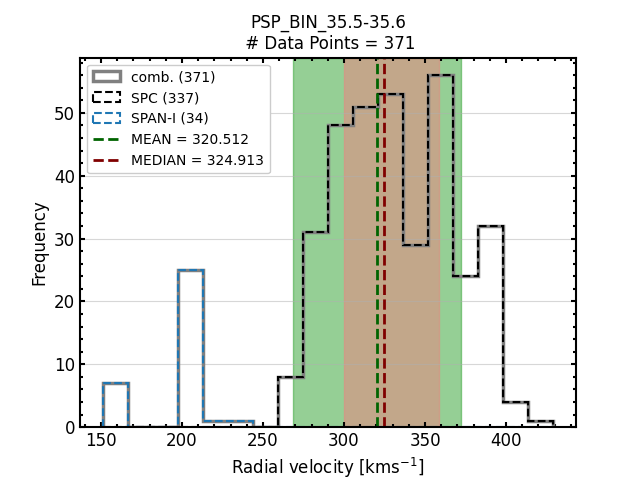 PSP_BIN_35.5-35.6
# Data Points = 371
comb. (371)
SPC (337)
SPAN-I (34)
MEAN = 320.512
MEDIAN = 324.913
Frequency
50
40
30
20
10
0
150 200 250 300 350 400
Radial velocity [kms⁻¹]